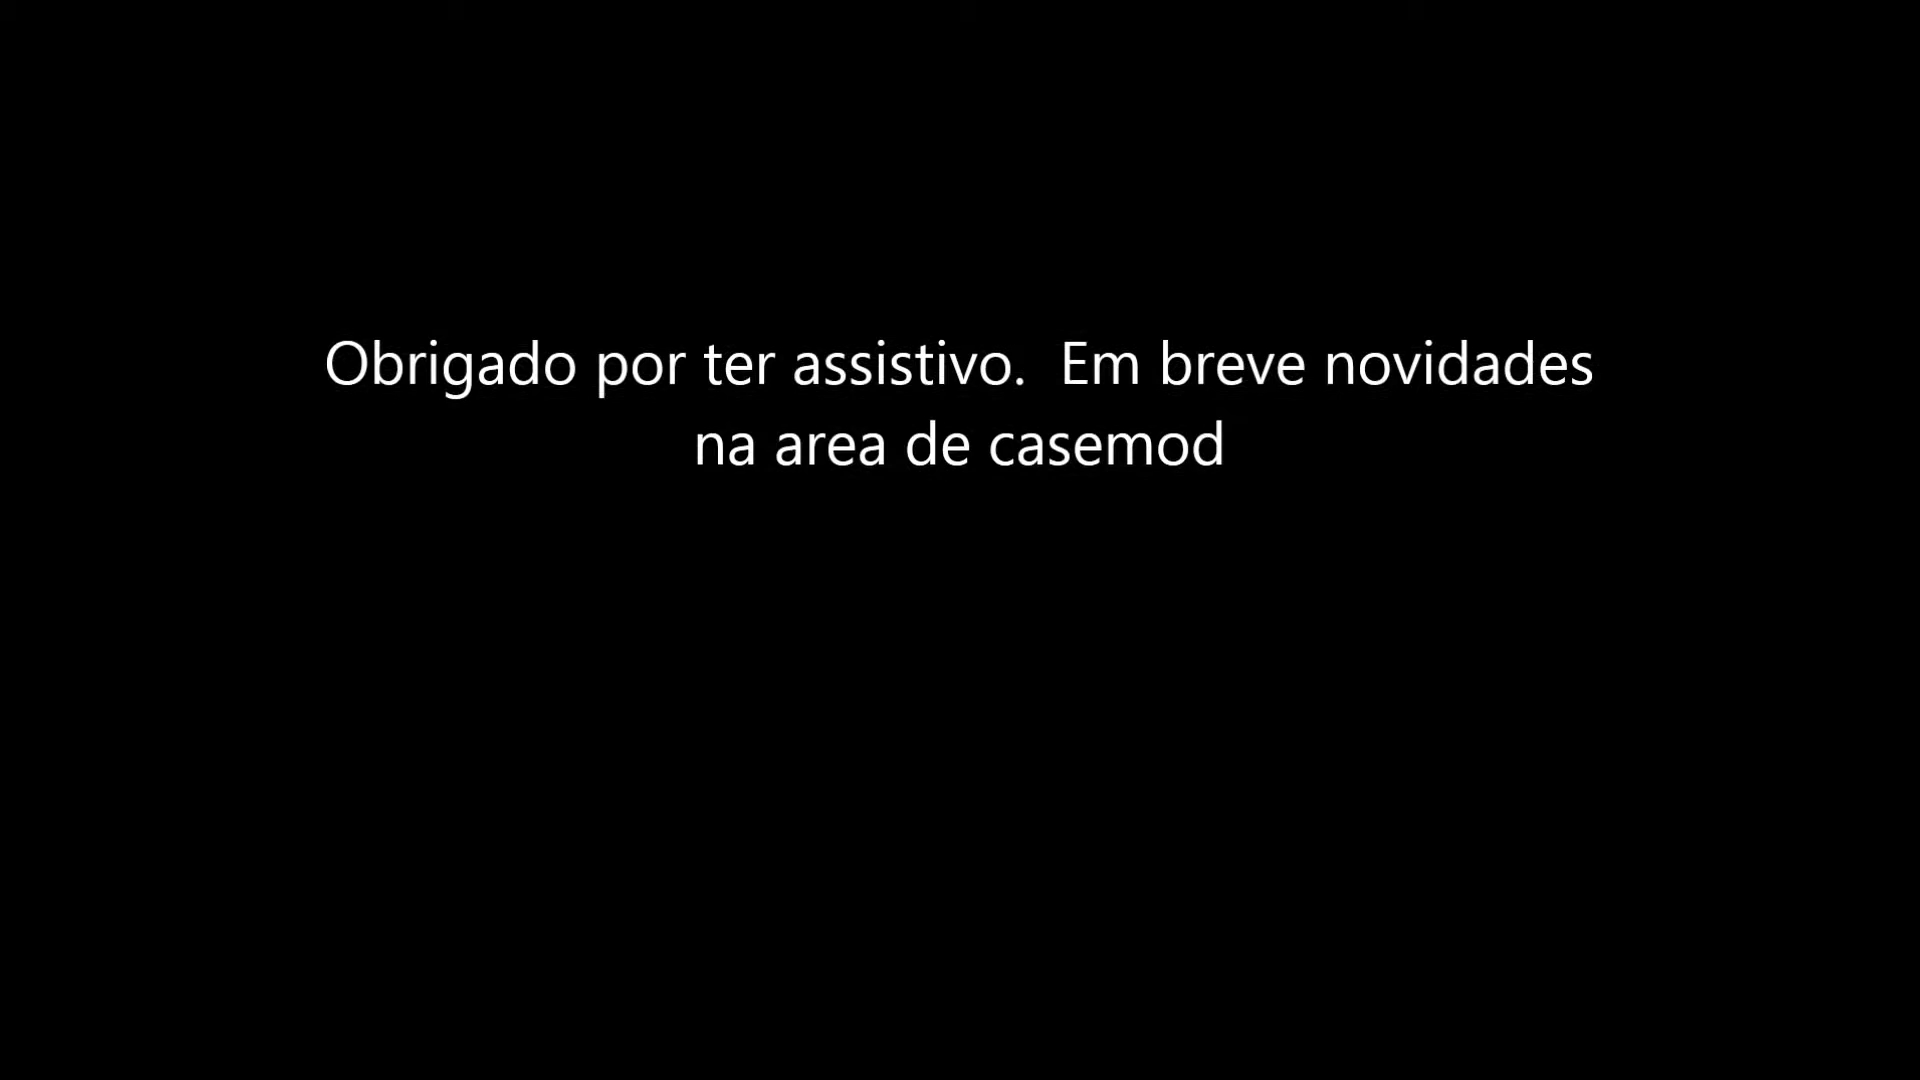 Obrigado por ter assistivo.  Em breve novidades
na area de casemod